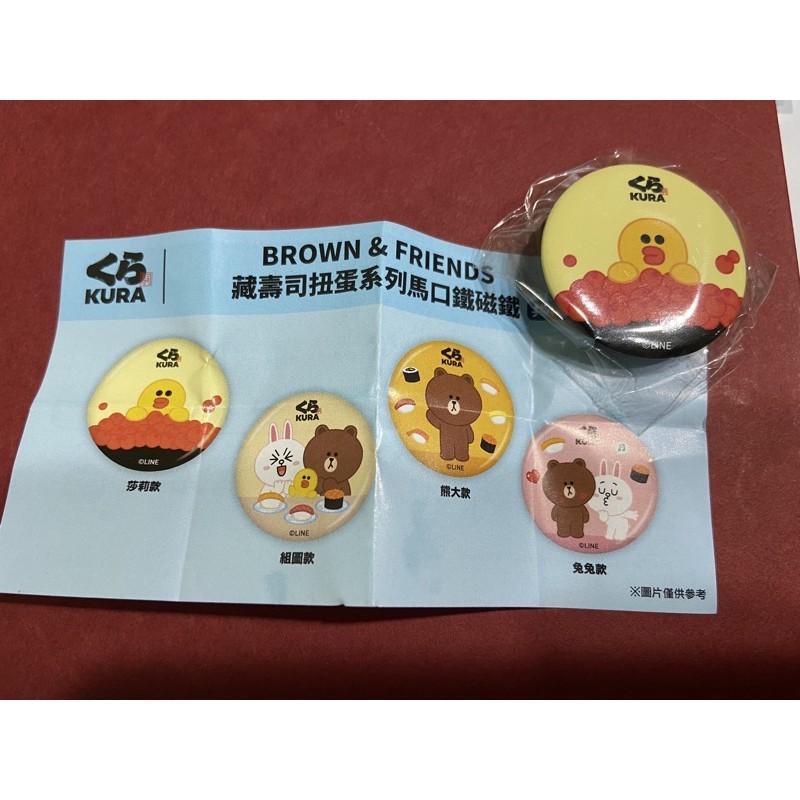 くら
KURA
BROWN & FRIENDS
藏壽司扭蛋系列馬口鐵磁鐵
くら
KURA
©LINE
くら
KURA
©LINE
莎莉款
くら
KURA
©LINE
組圖款
くら
KURA
©LINE
熊大款
くら
KURA
©LINE
兔兔款
※圖片僅供參考